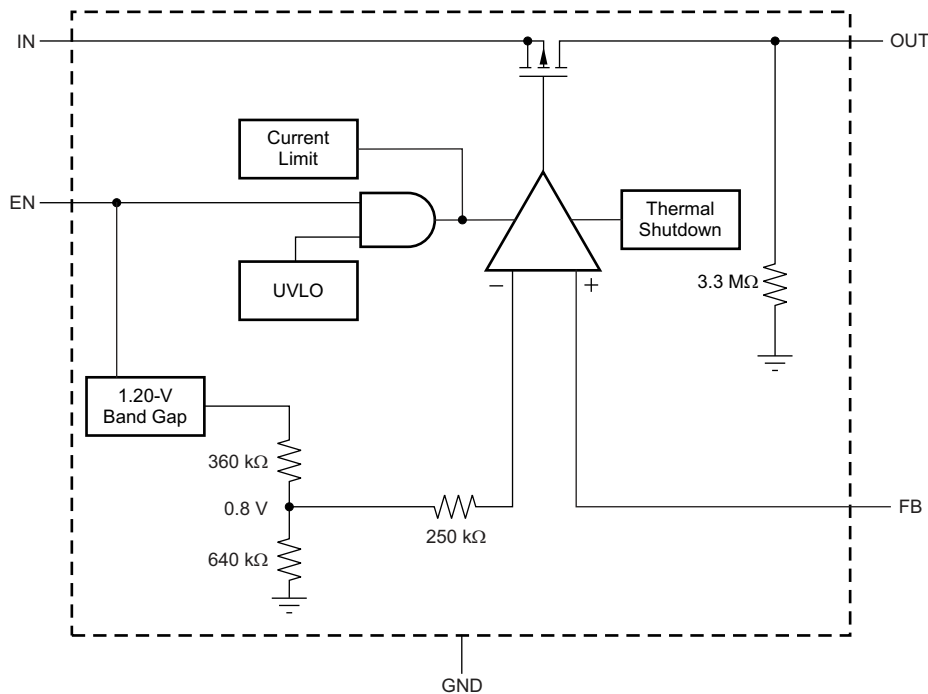 IN
OUT
Current
Limit
EN
Thermal
Shutdown
UVLO
−
+
3.3 MΩ
1.20-V
Band Gap
360 kΩ
0.8 V
FB
250 kΩ
640 kΩ
GND